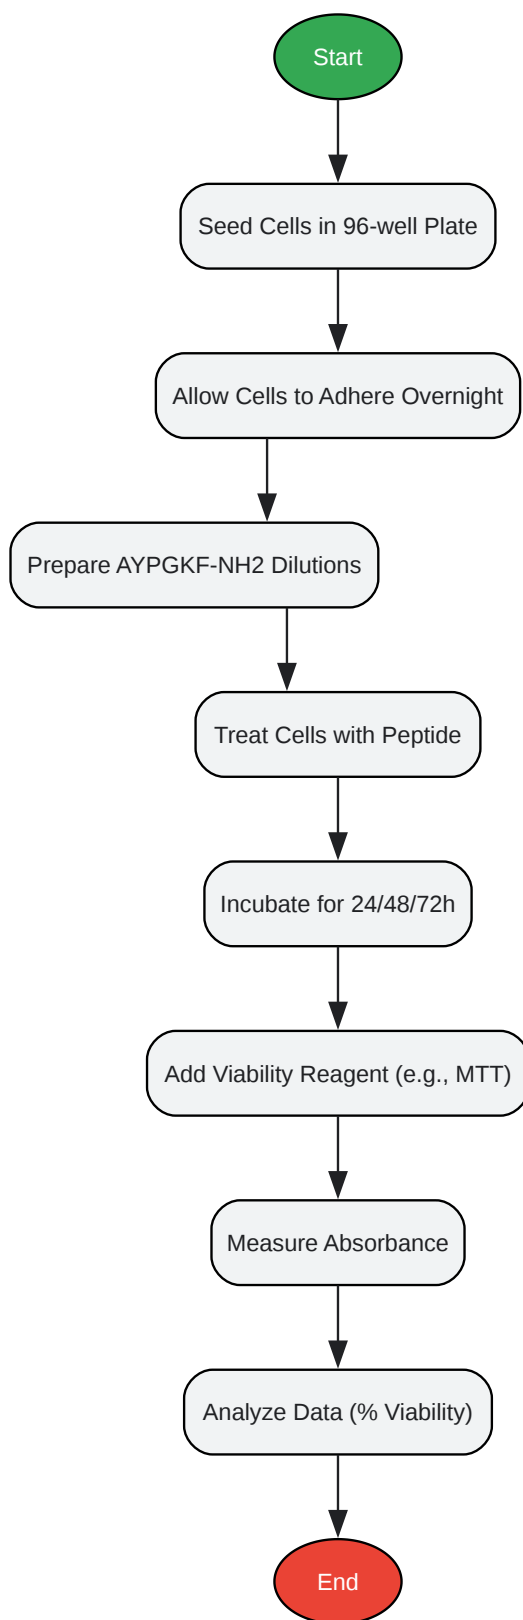 Start
Seed Cells in 96-well Plate
Allow Cells to Adhere Overnight
Prepare AYPGKF-NH2 Dilutions
Treat Cells with Peptide
Incubate for 24/48/72h
Add Viability Reagent (e.g., MTT)
Measure Absorbance
Analyze Data (% Viability)
End